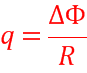 q = ΔΦ / R